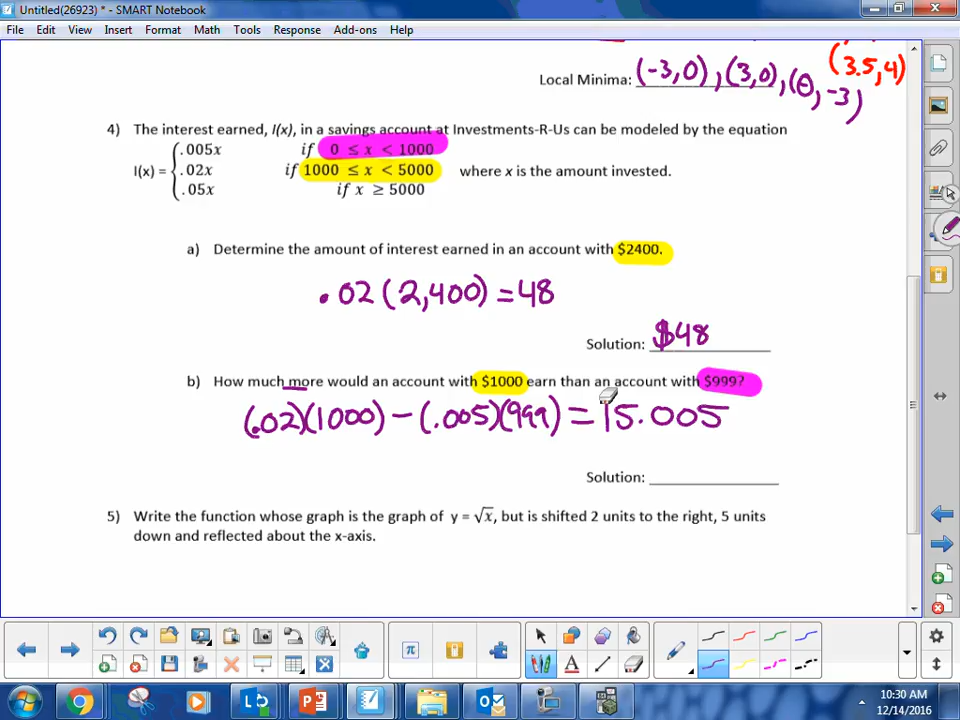 Untitled(26923) * - SMART Notebook
File Edit View Insert Format Math Tools Response Add-ons Help
(3.5,4)
Local Minima: (-3,0), (3,0), (0,-3)
4) The interest earned, I(x), in a savings account at Investments-R-Us can be modeled by the equation
.005x if 0 ≤ x < 1000
I(x) = { .02x if 1000 ≤ x < 5000 where x is the amount invested.
.05x if x ≥ 5000
a) Determine the amount of interest earned in an account with $2400.
.02(2,400) = 48
Solution: $48
b) How much more would an account with $1000 earn than an account with $999?
(.02)(1000) - (.005)(999) = 15.005
Solution:
5) Write the function whose graph is the graph of y = √x, but is shifted 2 units to the right, 5 units
down and reflected about the x-axis.
10:30 AM
12/14/2016